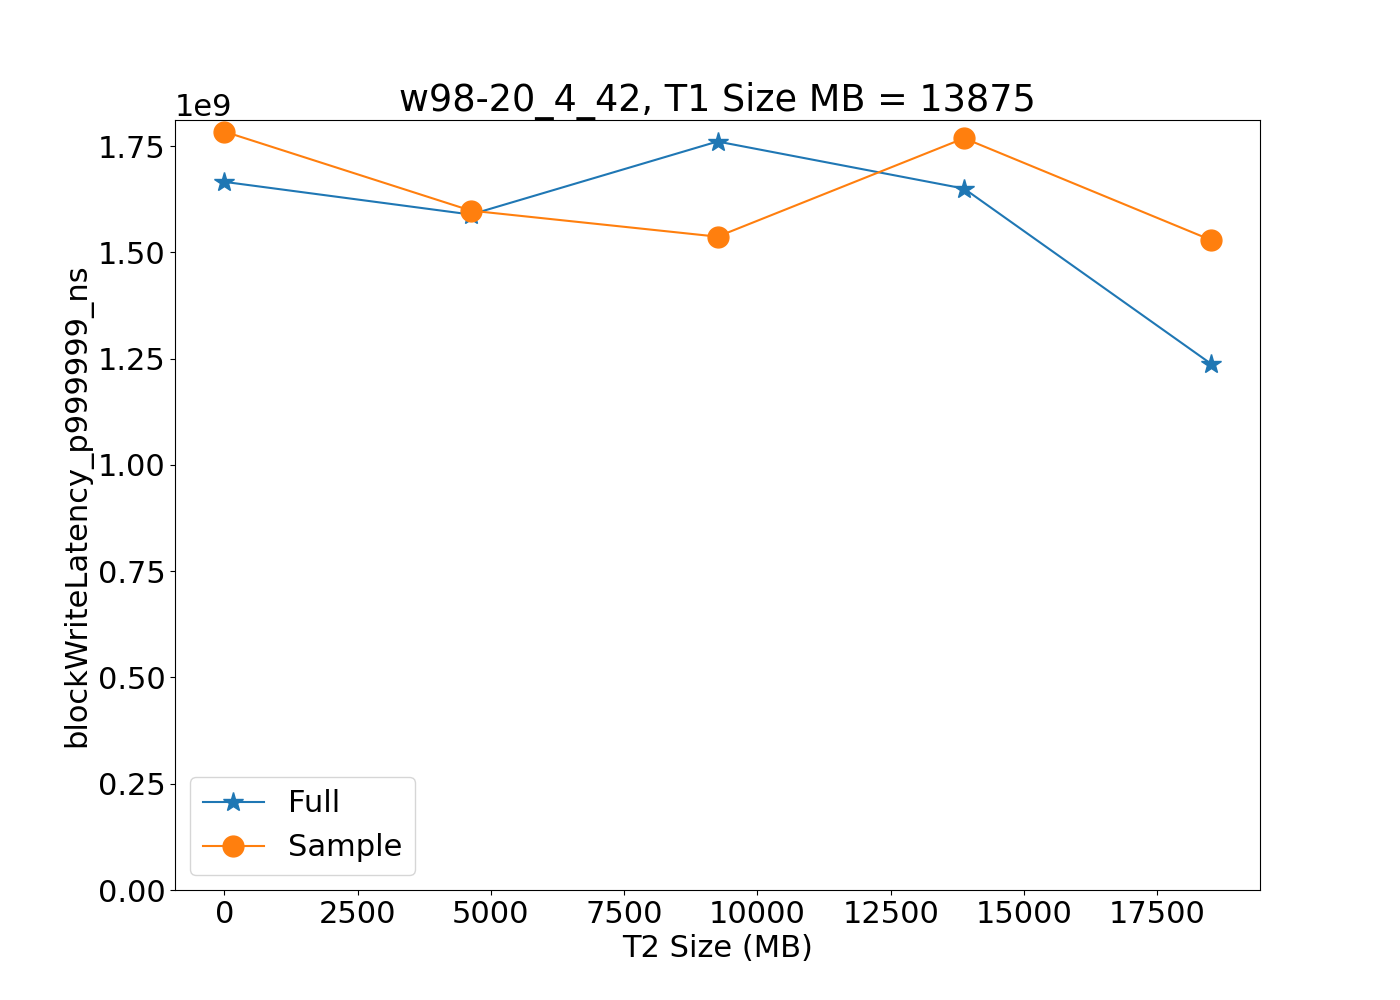 w98-20_4_42, T1 Size MB = 13875
1e9
1.75
1.50
1.25
1.00
0.75
0.50
0.25
0.00
blockWriteLatency_p999999_ns
Full
Sample
0 2500 5000 7500 10000 12500 15000 17500
T2 Size (MB)